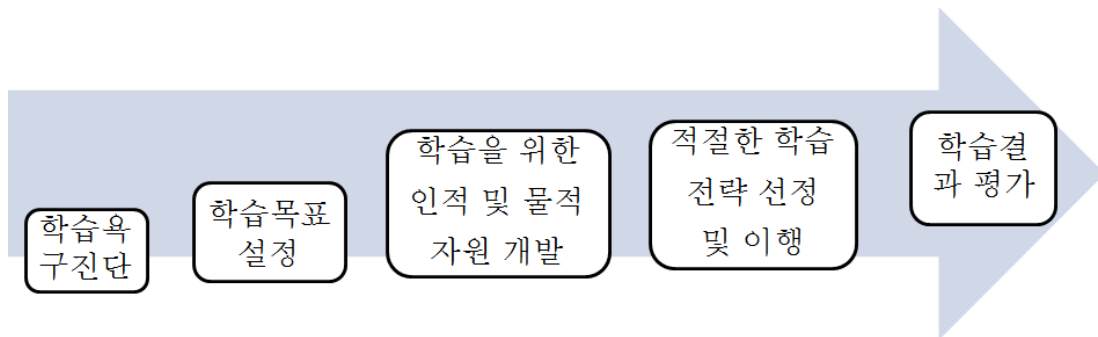 학습욕
구진단
학습목표
설정
학습을 위한
인적 및 물적
자원 개발
적절한 학습
전략 선정
및 이행
학습결
과 평가